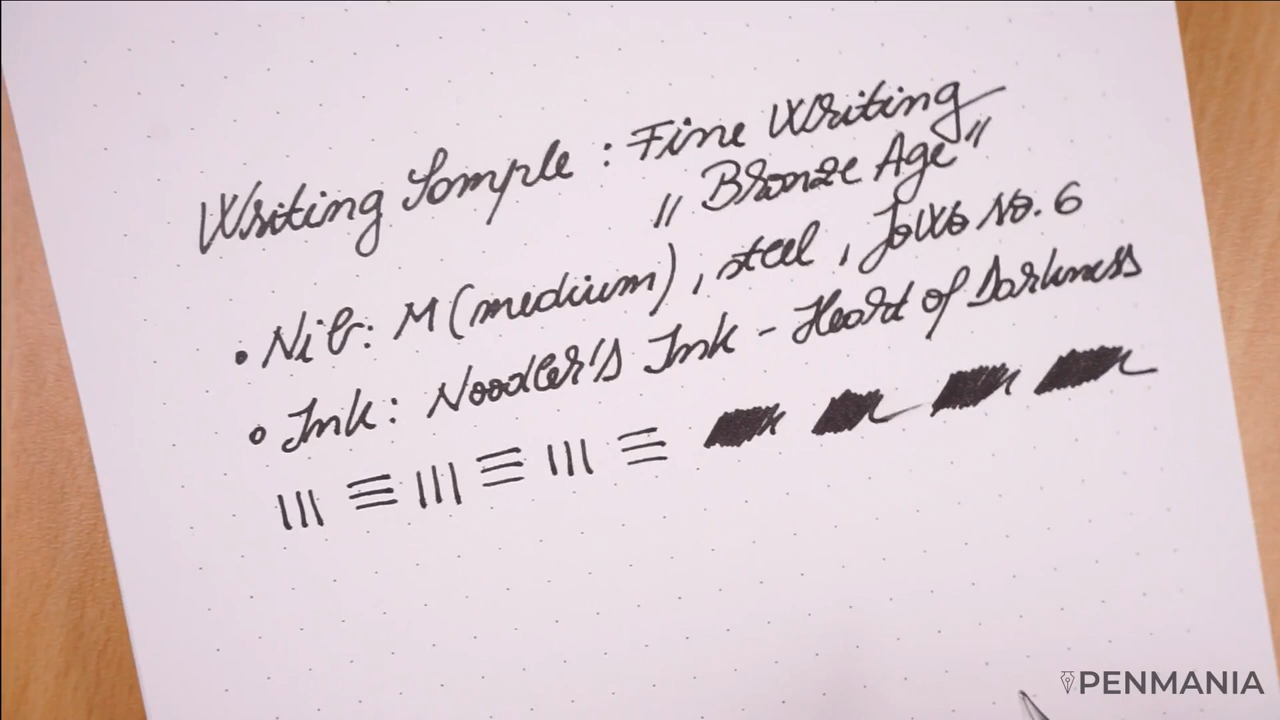 Writing Sample : Fine Writing
"Bronze Age"
• Nib: M (medium), steel, JoWo No. 6
• Ink: Noodler's Ink - Heart of Darkness
PENMANIA